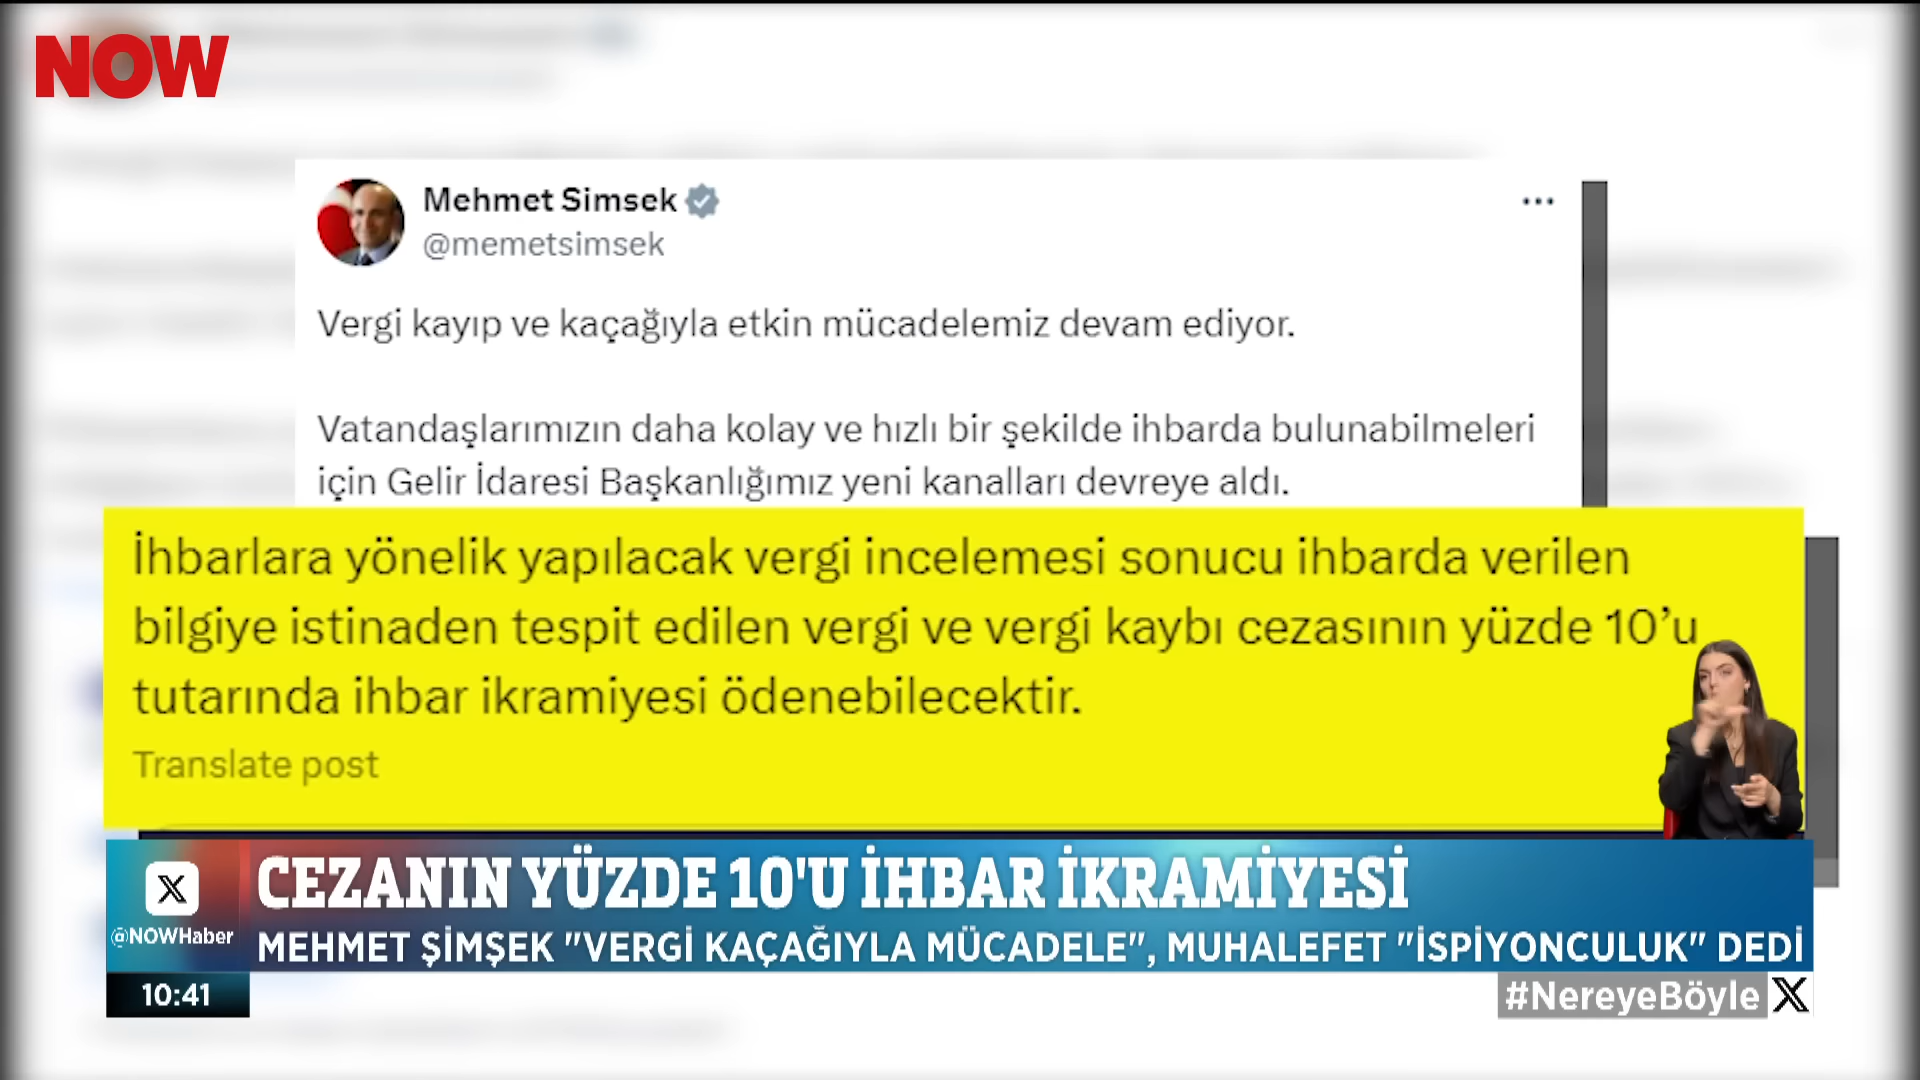 NOW
Mehmet Simsek
@memetsimsek
Vergi kayıp ve kaçağıyla etkin mücadelemiz devam ediyor.
Vatandaşlarımızın daha kolay ve hızlı bir şekilde ihbarda bulunabilmeleri
için Gelir İdaresi Başkanlığımız yeni kanalları devreye aldı.
İhbarlara yönelik yapılacak vergi incelemesi sonucu ihbarda verilen
bilgiye istinaden tespit edilen vergi ve vergi kaybı cezasının yüzde 10’u
tutarında ihbar ikramiyesi ödenebilecektir.
Translate post
CEZANIN YÜZDE 10'U İHBAR İKRAMİYESİ
@NOWHaber
MEHMET ŞİMŞEK "VERGİ KAÇAĞIYLA MÜCADELE", MUHALEFET "İSPİYONCULUK" DEDİ
10:41
#NereyeBöyle X